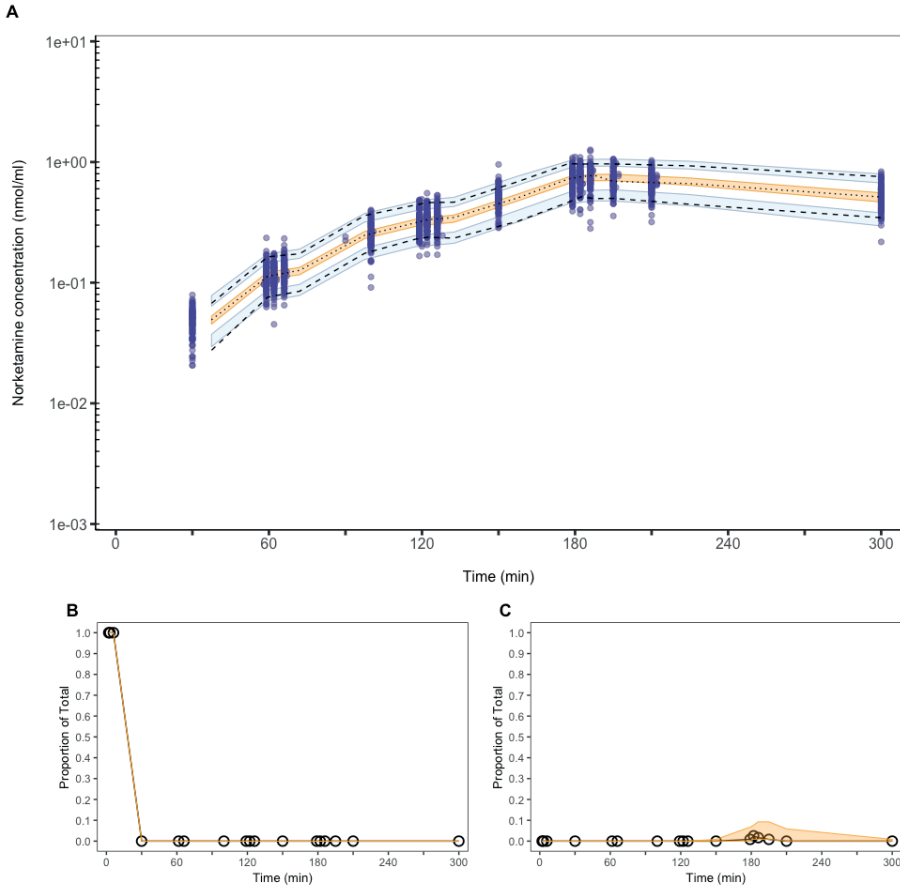 A
Norketamine concentration (nmol/ml)
1e+01
1e+00
1e-01
1e-02
1e-03
0 60 120 180 240 300
Time (min)
B
Proportion of Total
1.0
0.9
0.8
0.7
0.6
0.5
0.4
0.3
0.2
0.1
0.0
0 60 120 180 240 300
Time (min)
C
Proportion of Total
1.0
0.9
0.8
0.7
0.6
0.5
0.4
0.3
0.2
0.1
0.0
0 60 120 180 240 300
Time (min)